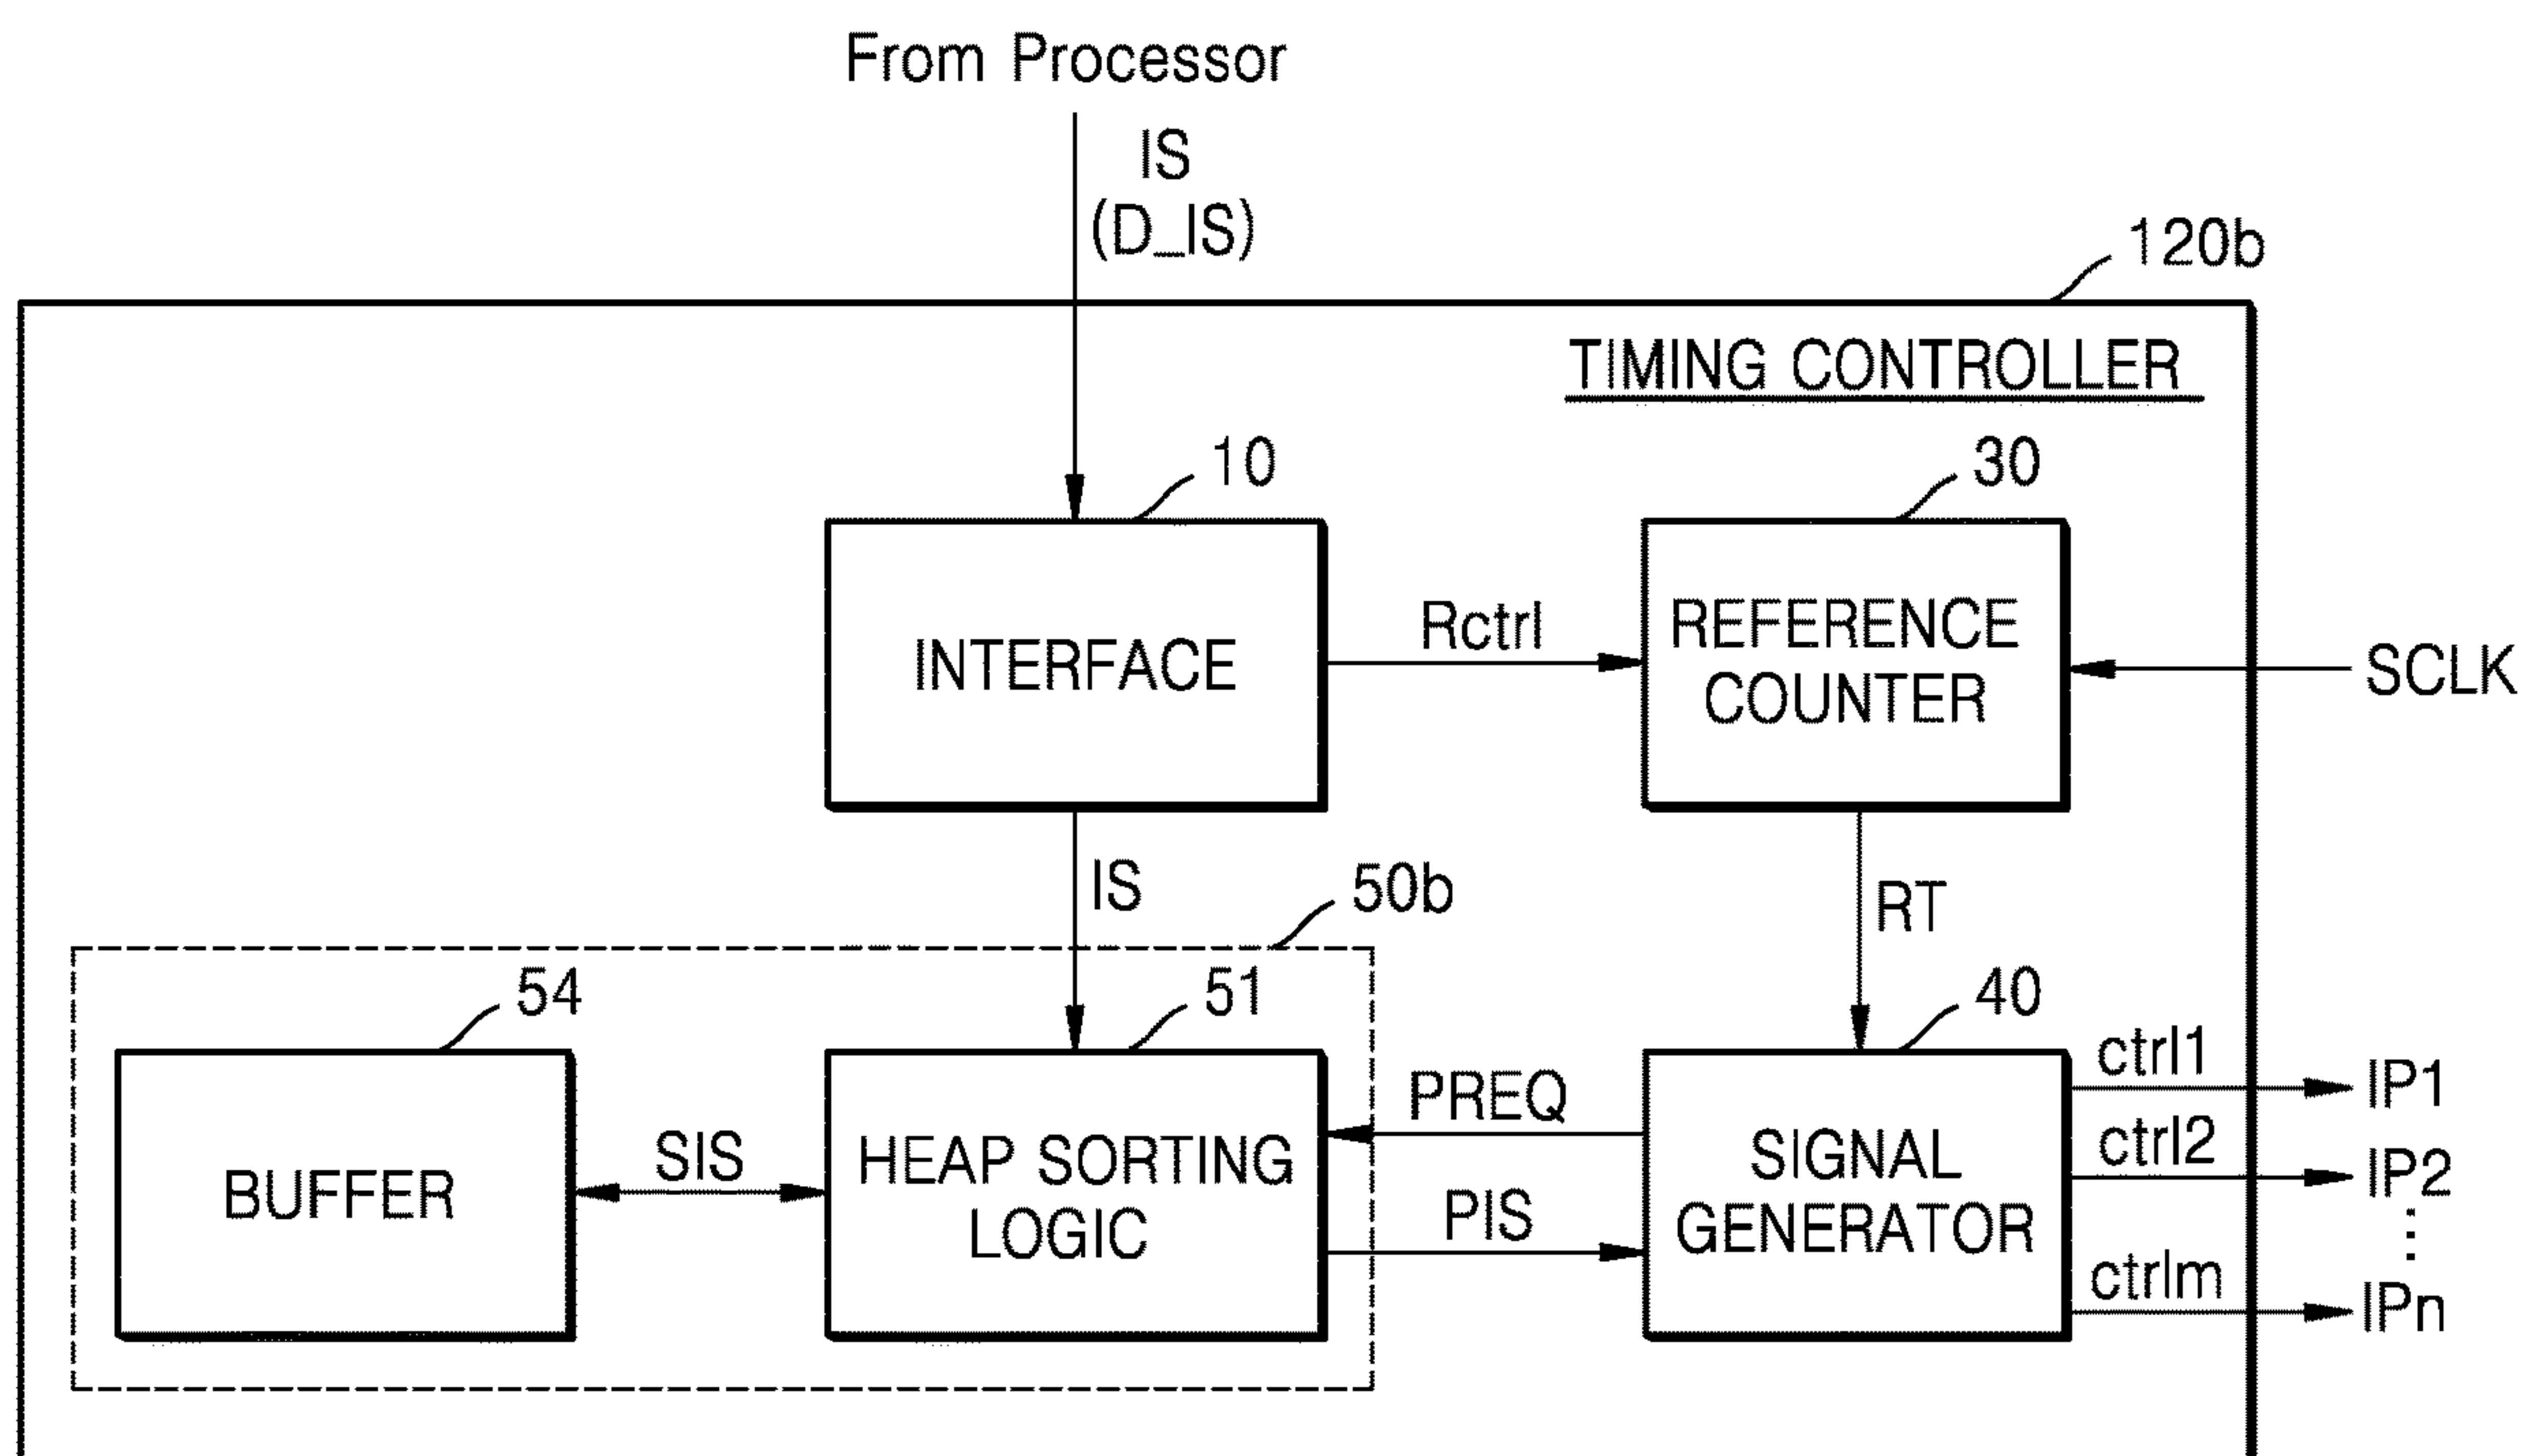 From Processor
IS
(D_IS)
120b
TIMING CONTROLLER
10
30
INTERFACE
Rctrl
REFERENCE
COUNTER
SCLK
IS
50b
RT
54
51
40
BUFFER
SIS
HEAP SORTING
LOGIC
PREQ
PIS
SIGNAL
GENERATOR
ctrl1
IP1
ctrl2
IP2
⋮
ctrlm
IPn